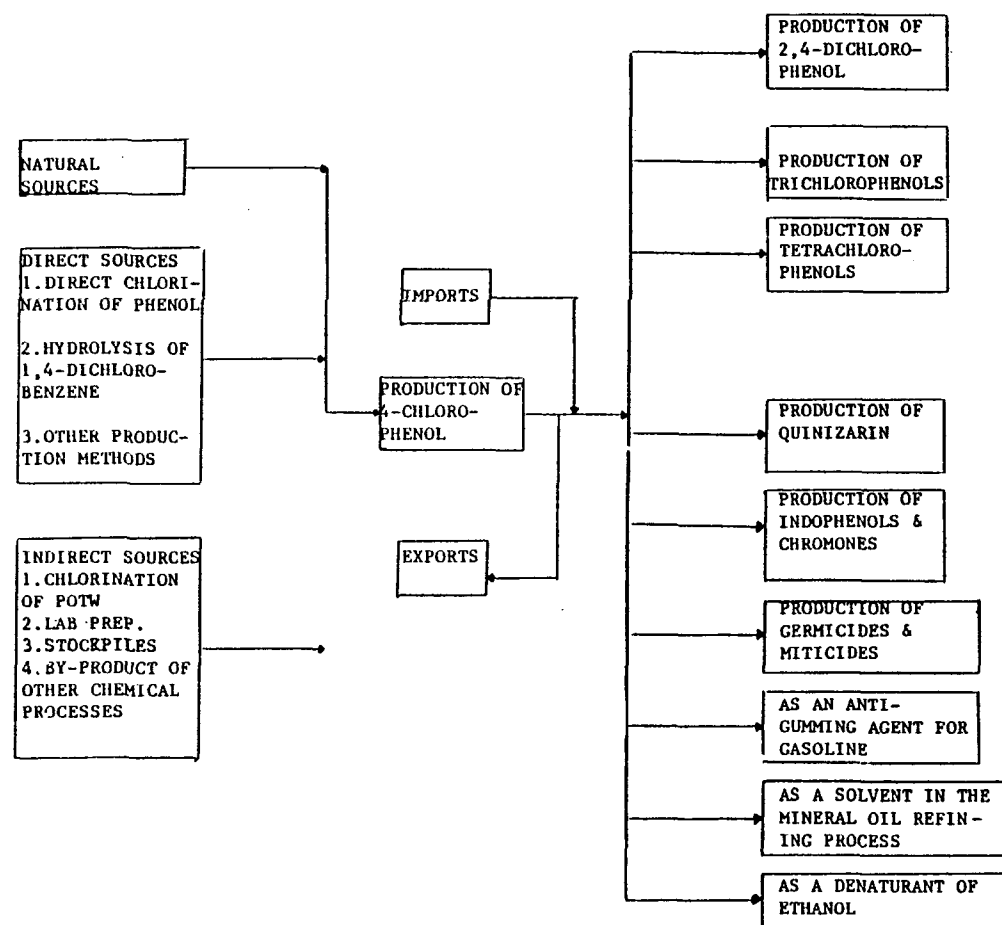 NATURAL
SOURCES
DIRECT SOURCES
1.DIRECT CHLORI-
NATION OF PHENOL
2.HYDROLYSIS OF
1,4-DICHLORO-
BENZENE
3.OTHER PRODUC-
TION METHODS
INDIRECT SOURCES
1.CHLORINATION
OF POTW
2.LAB PREP.
3.STOCKPILES
4.BY-PRODUCT OF
OTHER CHEMICAL
PROCESSES
IMPORTS
PRODUCTION OF
4-CHLORO-
PHENOL
EXPORTS
PRODUCTION OF
2,4-DICHLORO-
PHENOL
PRODUCTION OF
TRICHLOROPHENOLS
PRODUCTION OF
TETRACHLORO-
PHENOLS
PRODUCTION OF
QUINIZARIN
PRODUCTION OF
INDOPHENOLS &
CHROMONES
PRODUCTION OF
GERMICIDES &
MITICIDES
AS AN ANTI-
GUMMING AGENT FOR
GASOLINE
AS A SOLVENT IN THE
MINERAL OIL REFIN-
ING PROCESS
AS A DENATURANT OF
ETHANOL